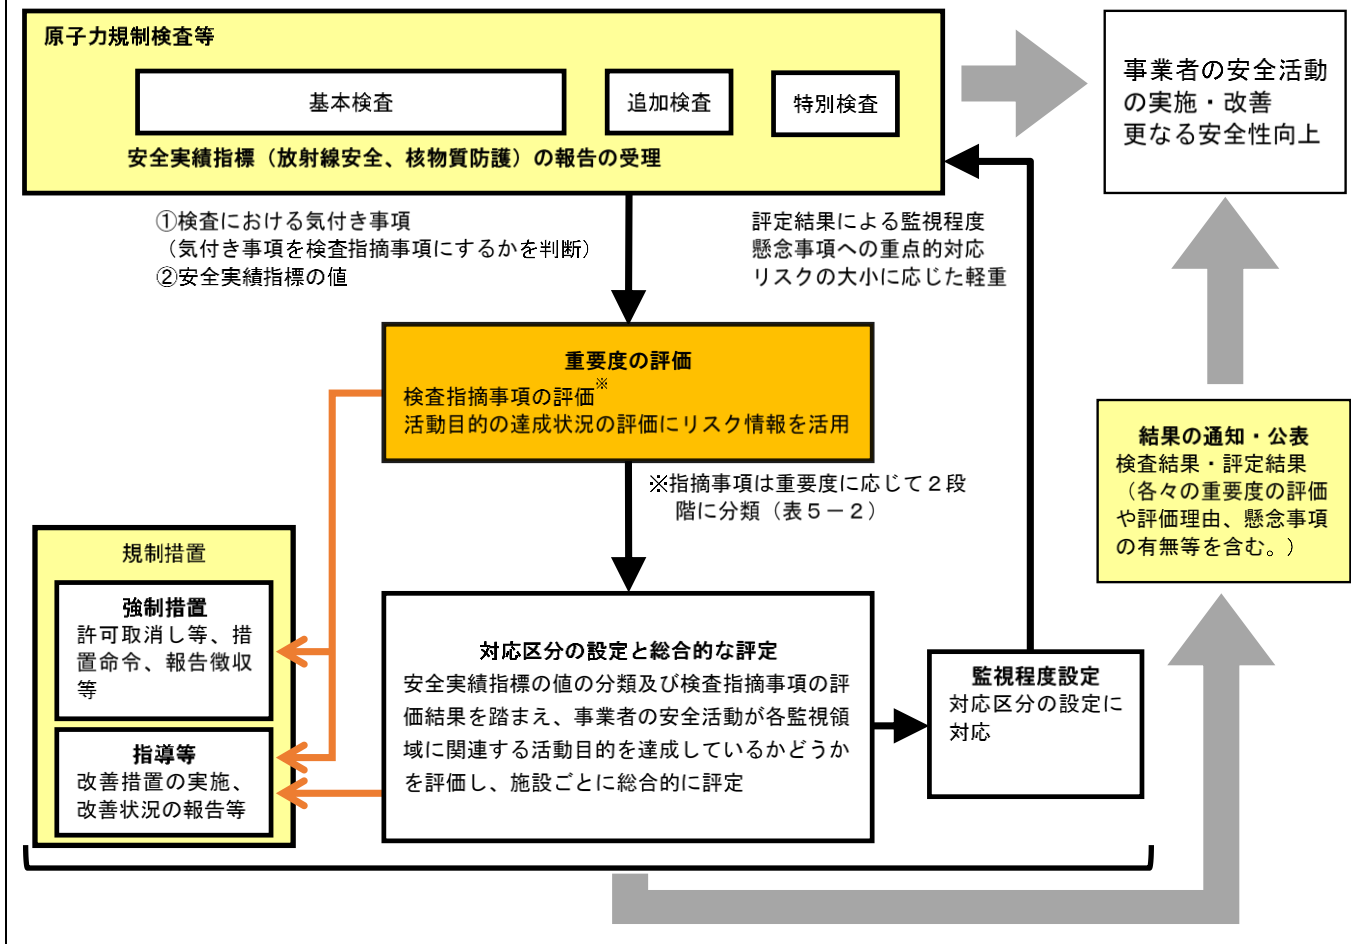 原子力規制検査等
基本検査
追加検査
特別検査
安全実績指標（放射線安全、核物質防護）の報告の受理
事業者の安全活動
の実施・改善
更なる安全性向上
①検査における気付き事項
（気付き事項を検査指摘事項にするかを判断）
②安全実績指標の値
評定結果による監視程度
懸念事項への重点的対応
リスクの大小に応じた軽重
重要度の評価
検査指摘事項の評価※
活動目的の達成状況の評価にリスク情報を活用
※指摘事項は重要度に応じて２段
階に分類（表５－２）
結果の通知・公表
検査結果・評定結果
（各々の重要度の評価
や評価理由、懸念事項
の有無等を含む。）
規制措置
強制措置
許可取消し等、措
置命令、報告徴収
等
指導等
改善措置の実施、
改善状況の報告等
対応区分の設定と総合的な評定
安全実績指標の値の分類及び検査指摘事項の評
価結果を踏まえ、事業者の安全活動が各監視領
域に関連する活動目的を達成しているかどうか
を評価し、施設ごとに総合的に評定
監視程度設定
対応区分の設定に
対応